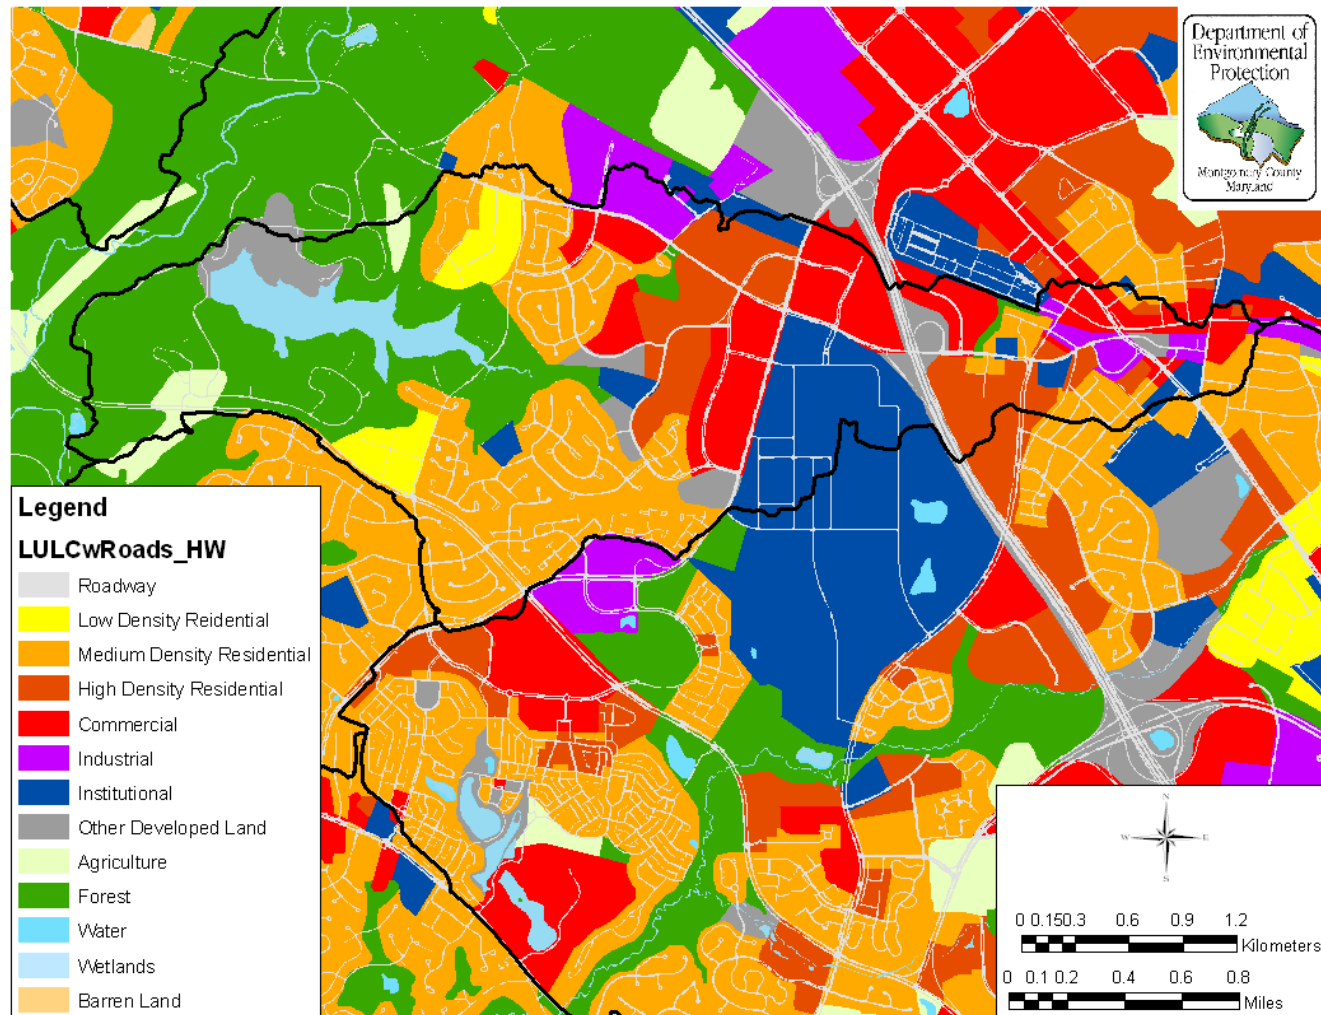 Department of
Environmental
Protection
Montgomery County
Maryland
Legend
LULCwRoads_HW
Roadway
Low Density Reidential
Medium Density Residential
High Density Residential
Commercial
Industrial
Institutional
Other Developed Land
Agriculture
Forest
Water
Wetlands
Barren Land
N
W E
S
0 0.150.3 0.6 0.9 1.2
Kilometers
0 0.1 0.2 0.4 0.6 0.8
Miles